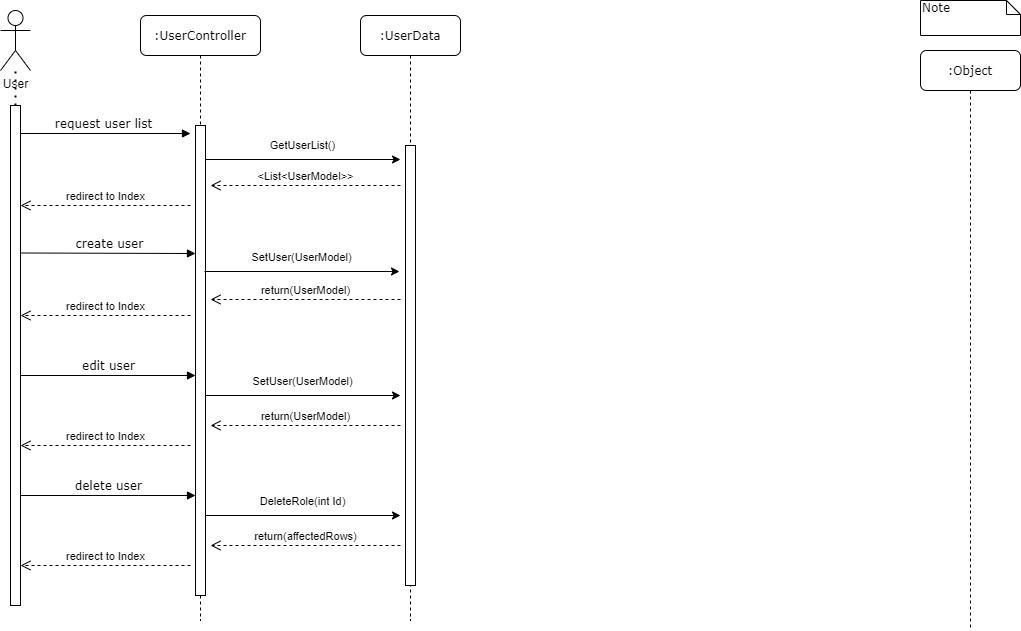 Note
:UserController
:UserData
:Object
User
request user list
GetUserList()
<List<UserModel>>
redirect to Index
create user
SetUser(UserModel)
return(UserModel)
redirect to Index
edit user
SetUser(UserModel)
return(UserModel)
redirect to Index
delete user
DeleteRole(int Id)
return(affectedRows)
redirect to Index